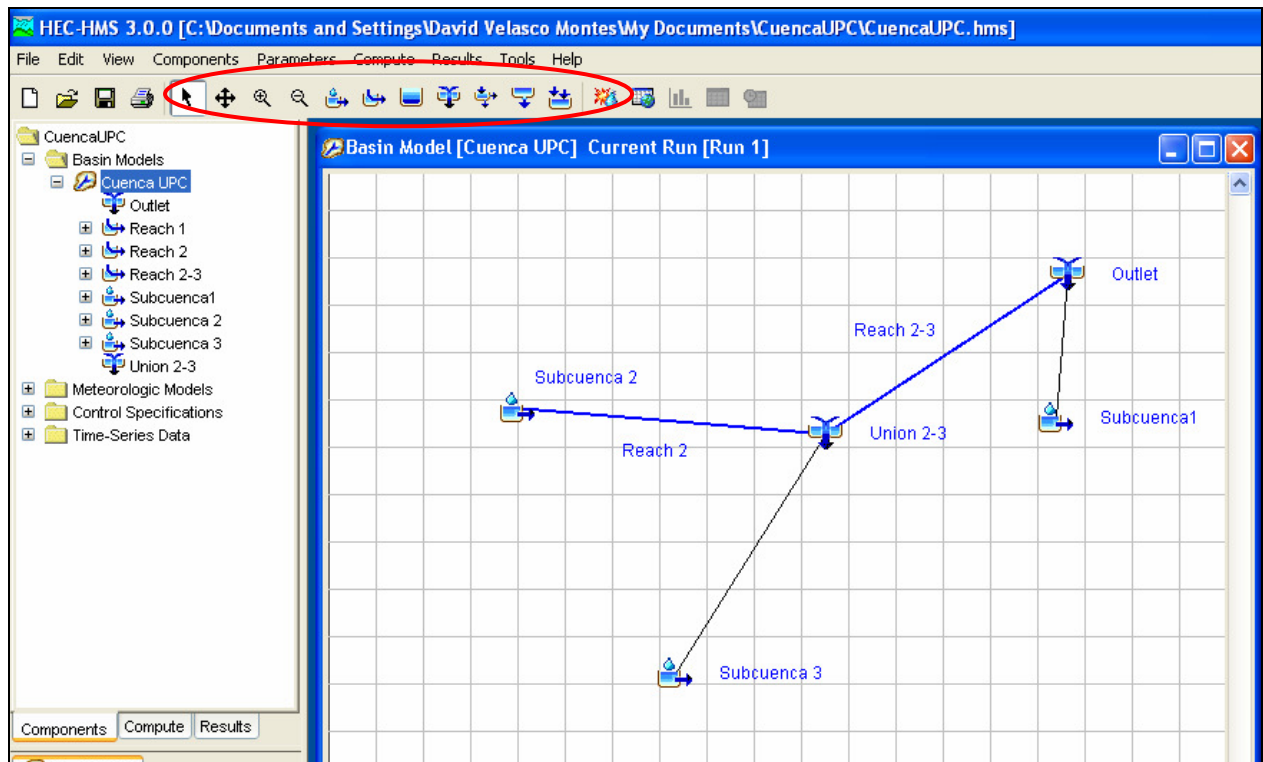 HEC-HMS 3.0.0 [C:\Documents and Settings\David Velasco Montes\My Documents\CuencaUPC\CuencaUPC.hms]
File Edit View Components Parameters Compute Results Tools Help
CuencaUPC
Basin Models
Cuenca UPC
Outlet
Reach 1
Reach 2
Reach 2-3
Subcuenca1
Subcuenca 2
Subcuenca 3
Union 2-3
Meteorologic Models
Control Specifications
Time-Series Data
Components Compute Results
Basin Model [Cuenca UPC] Current Run [Run 1]
Outlet
Reach 2-3
Subcuenca 2
Subcuenca1
Union 2-3
Reach 2
Subcuenca 3